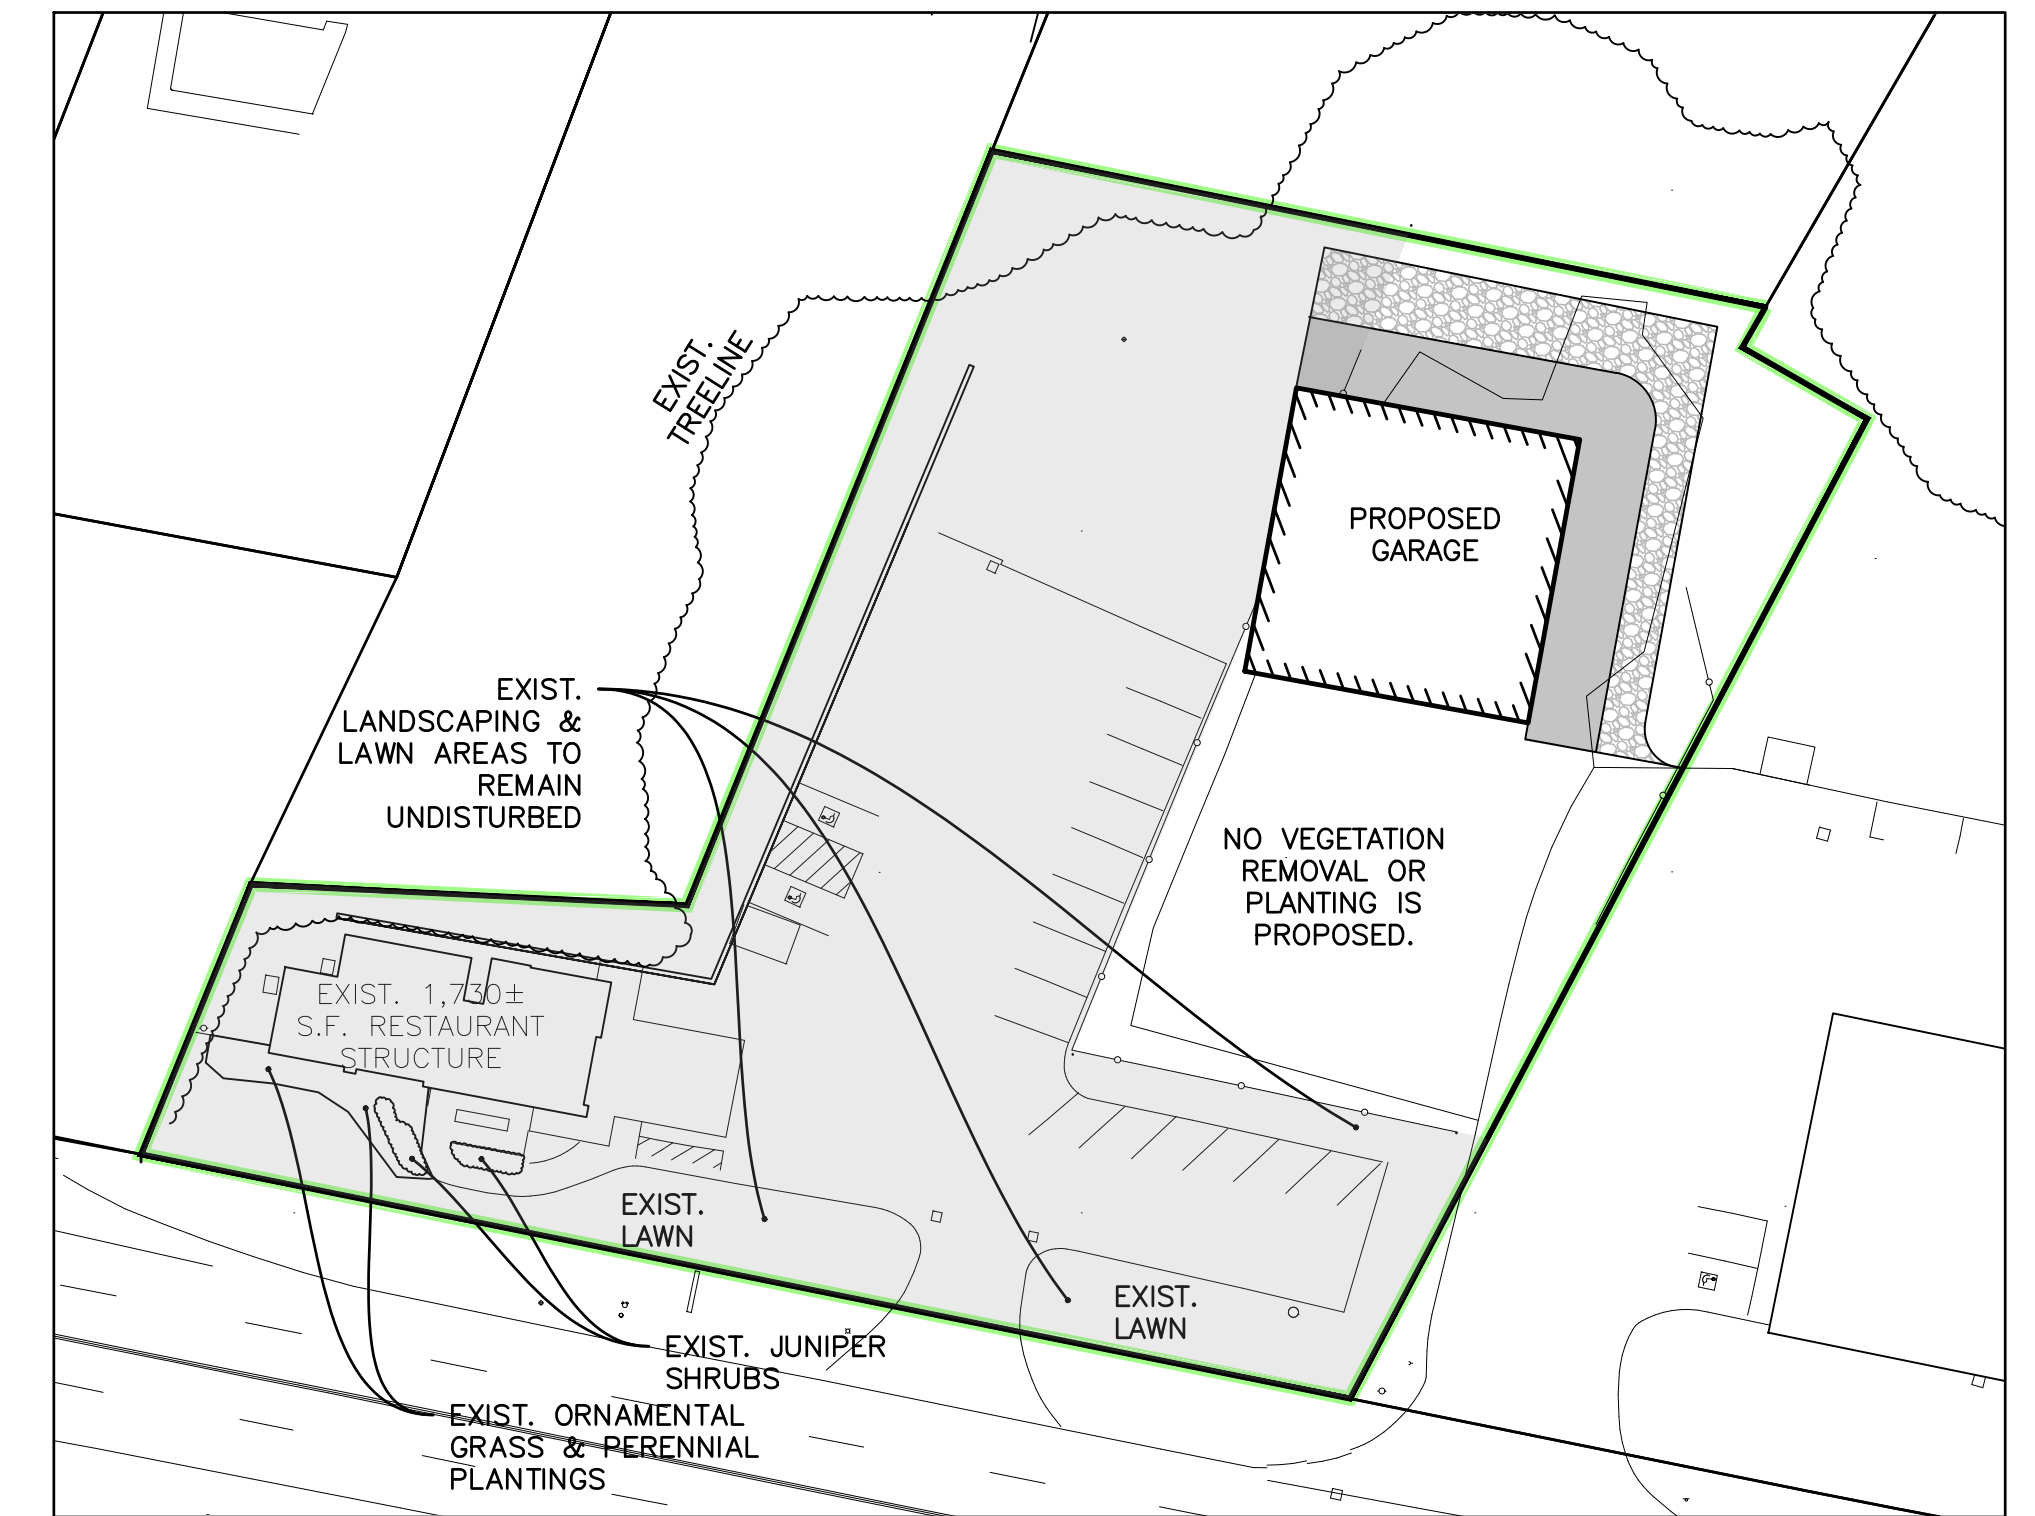 EXIST.
TREELINE
PROPOSED
GARAGE
EXIST.
LANDSCAPING &
LAWN AREAS TO
REMAIN
UNDISTURBED
NO VEGETATION
REMOVAL OR
PLANTING IS
PROPOSED.
EXIST. 1,730±
S.F. RESTAURANT
STRUCTURE
EXIST.
LAWN
EXIST.
LAWN
EXIST. JUNIPER
SHRUBS
EXIST. ORNAMENTAL
GRASS & PERENNIAL
PLANTINGS